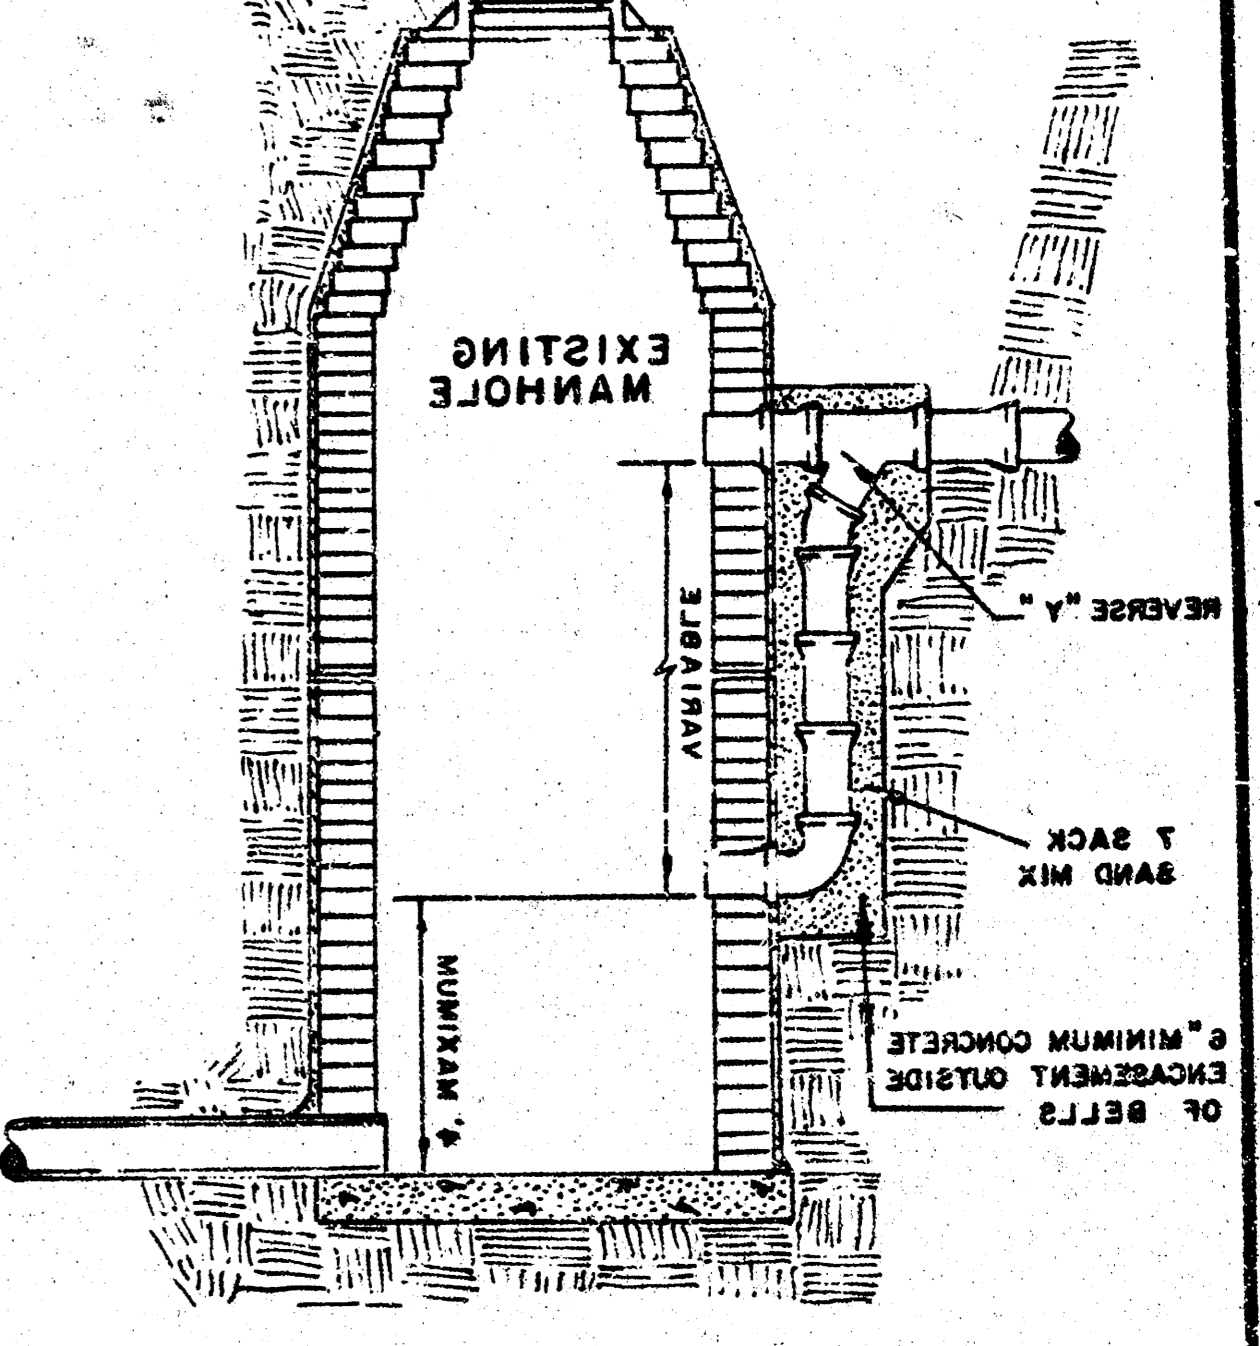 EXISTING
MANHOLE
VARIABLE
REVERSE "Y"
7 SACK
SAND MIX
4' MAXIMUM
6" MINIMUM CONCRETE
ENCASEMENT OUTSIDE
OF BELLS